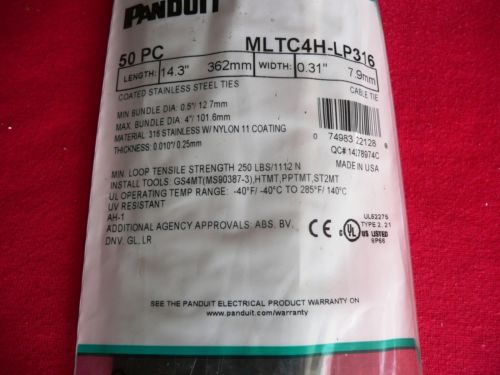 PANDUIT
50 PC MLTC4H-LP316
LENGTH: 14.3" 362mm WIDTH: 0.31" 7.9mm
COATED STAINLESS STEEL TIES CABLE TIE
MIN BUNDLE DIA: 0.5"/ 12.7mm
MAX. BUNDLE DIA: 4"/ 101.6mm
MATERIAL: 316 STAINLESS W/ NYLON 11 COATING
THICKNESS: 0.010"/ 0.25mm
0 74983 22128
QC#: 14278974C
MADE IN USA
MIN. LOOP TENSILE STRENGTH 250 LBS/1112 N
INSTALL TOOLS: GS4MT(MS90387-3),HTMT,PPTMT,ST2MT
UL OPERATING TEMP RANGE: -40°F/ -40°C TO 285°F/ 140°C
UV RESISTANT
AH-1
ADDITIONAL AGENCY APPROVALS: ABS, BV,
DNV, GL, LR
UL62275
TYPE 2, 21
CE UL US LISTED
SEE THE PANDUIT ELECTRICAL PRODUCT WARRANTY ON
www.panduit.com/warranty